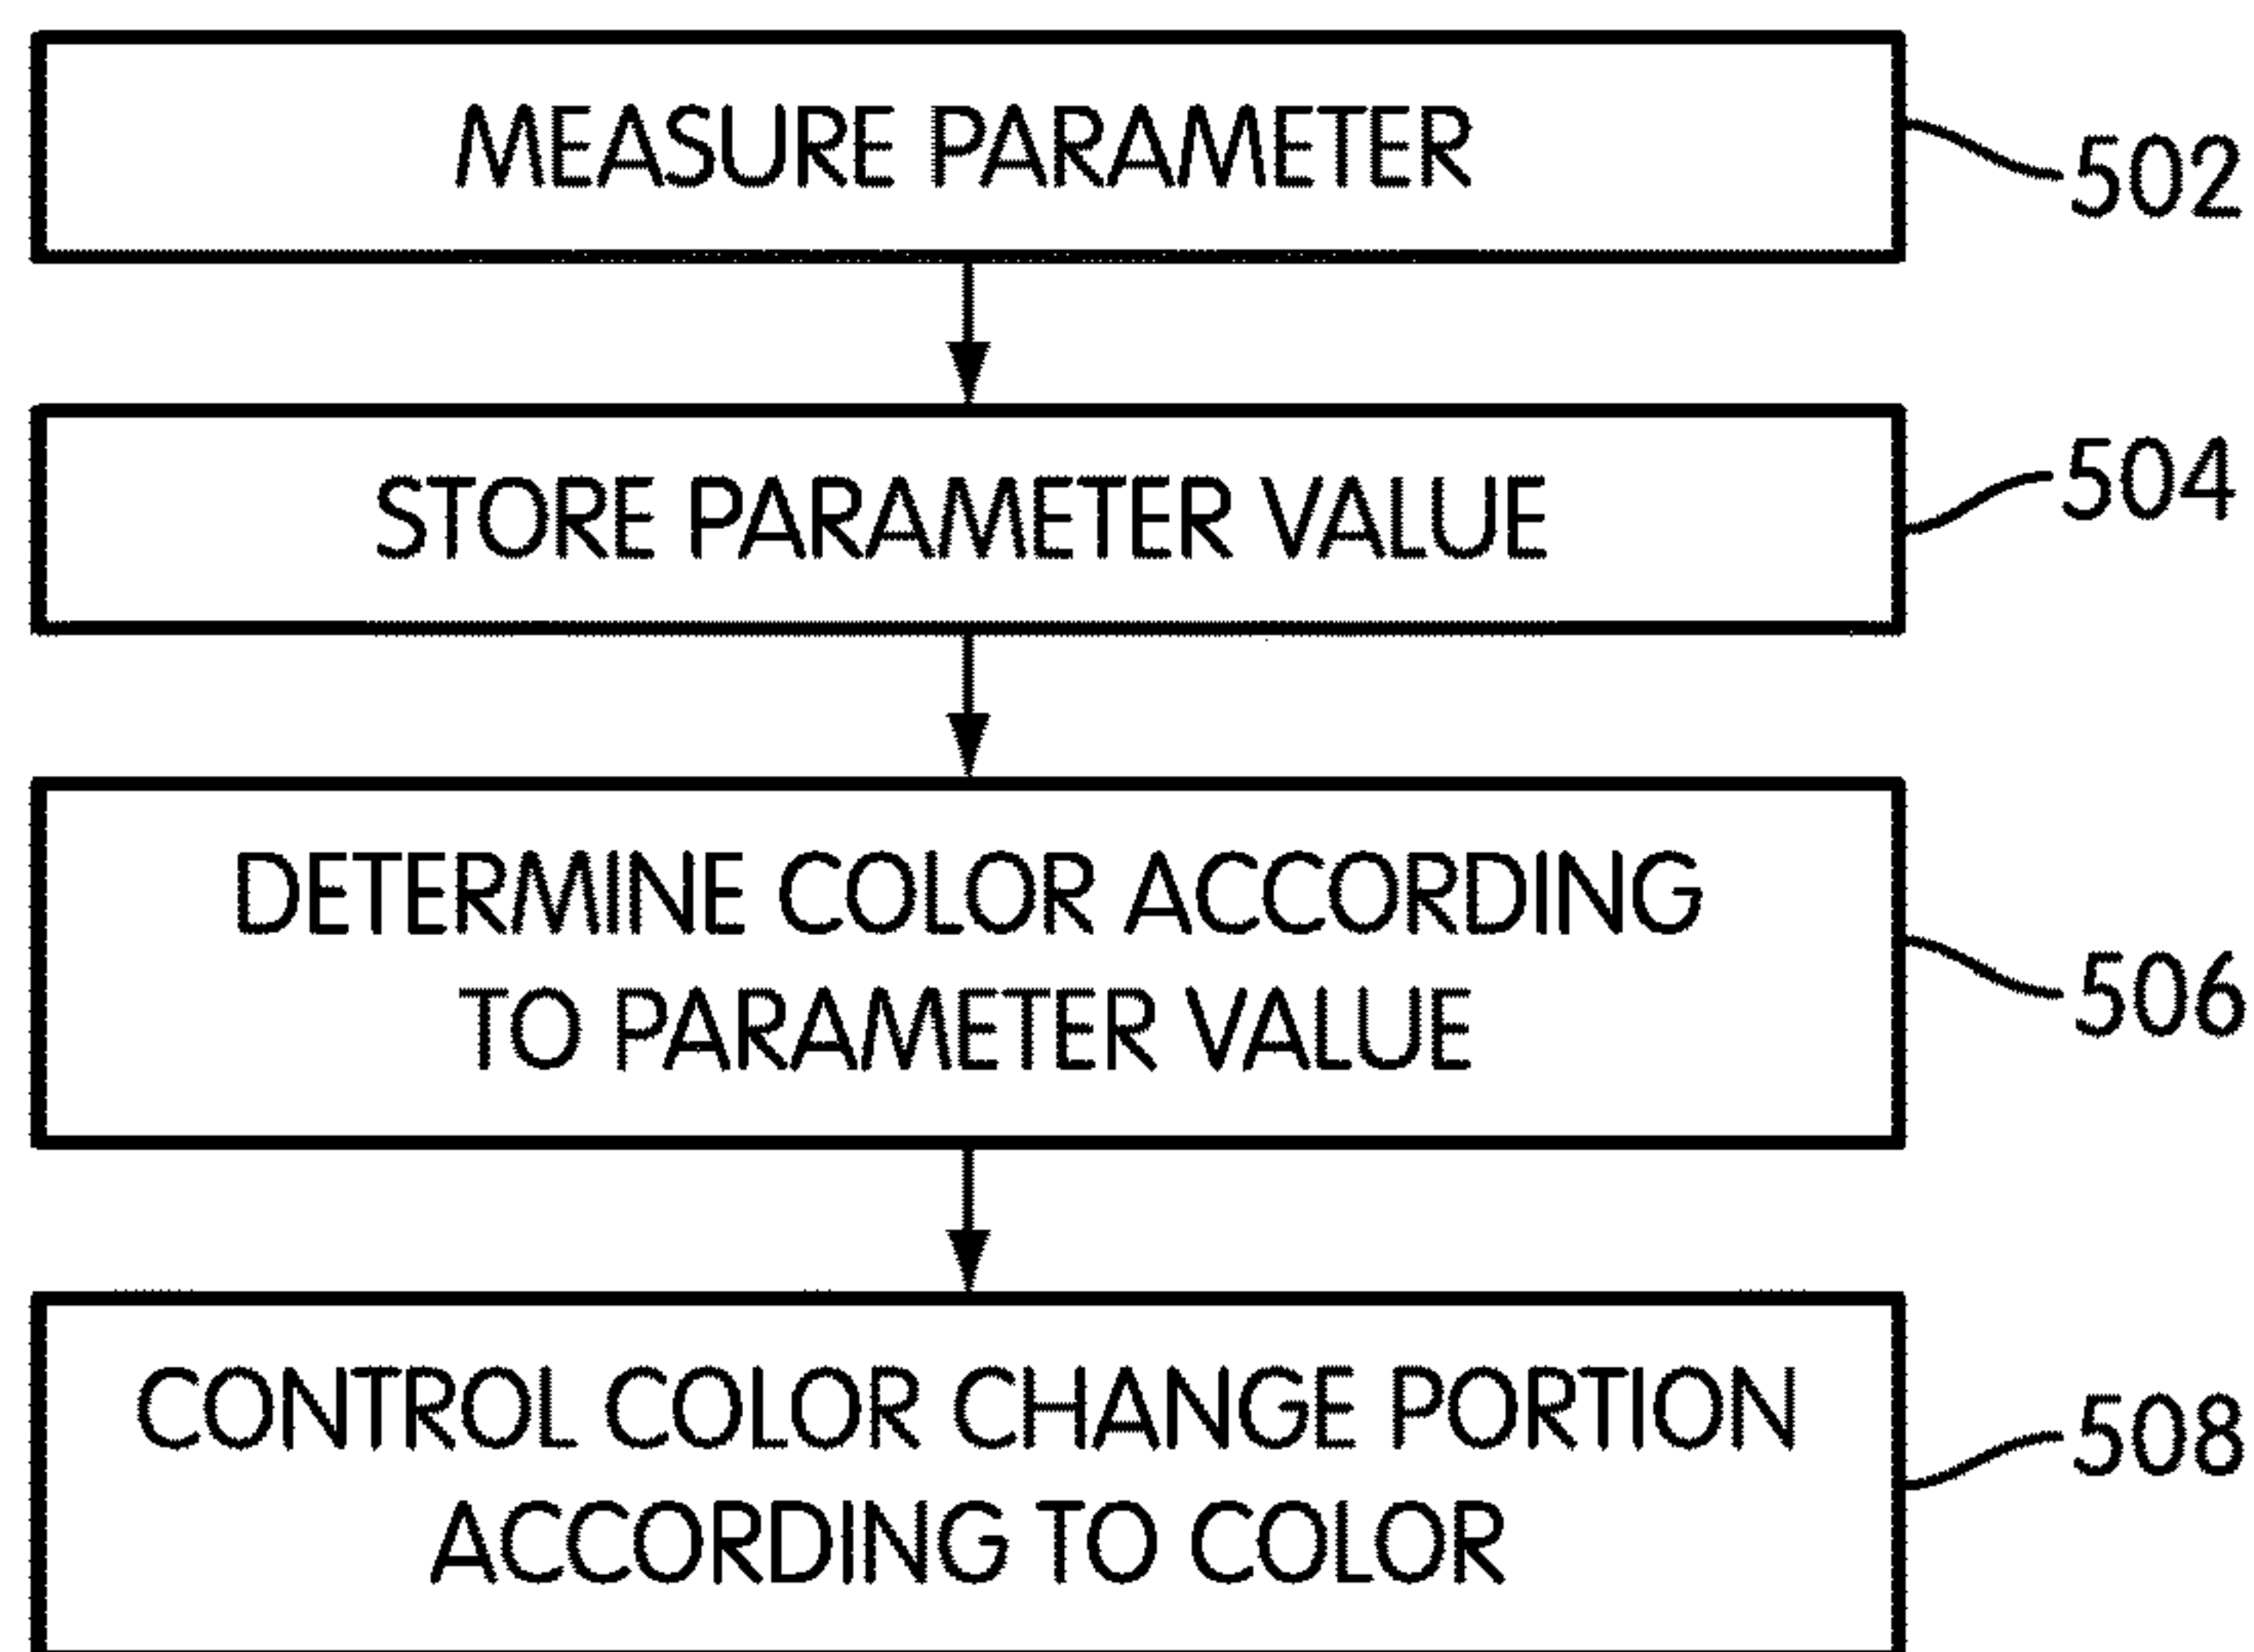 MEASURE PARAMETER
502
STORE PARAMETER VALUE
504
DETERMINE COLOR ACCORDING
TO PARAMETER VALUE
506
CONTROL COLOR CHANGE PORTION
ACCORDING TO COLOR
508